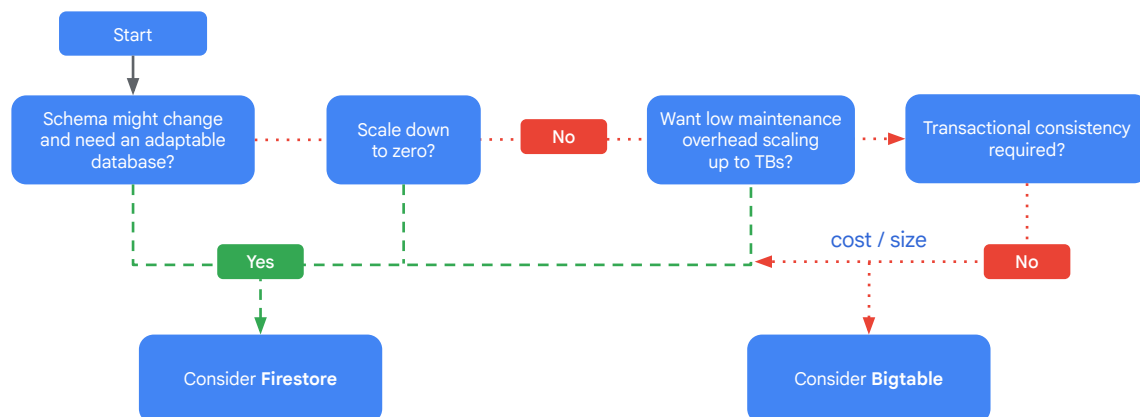 Start
Schema might change
and need an adaptable
database?
Scale down
to zero?
No
Want low maintenance
overhead scaling
up to TBs?
Transactional consistency
required?
cost / size
Yes
No
Consider Firestore
Consider Bigtable